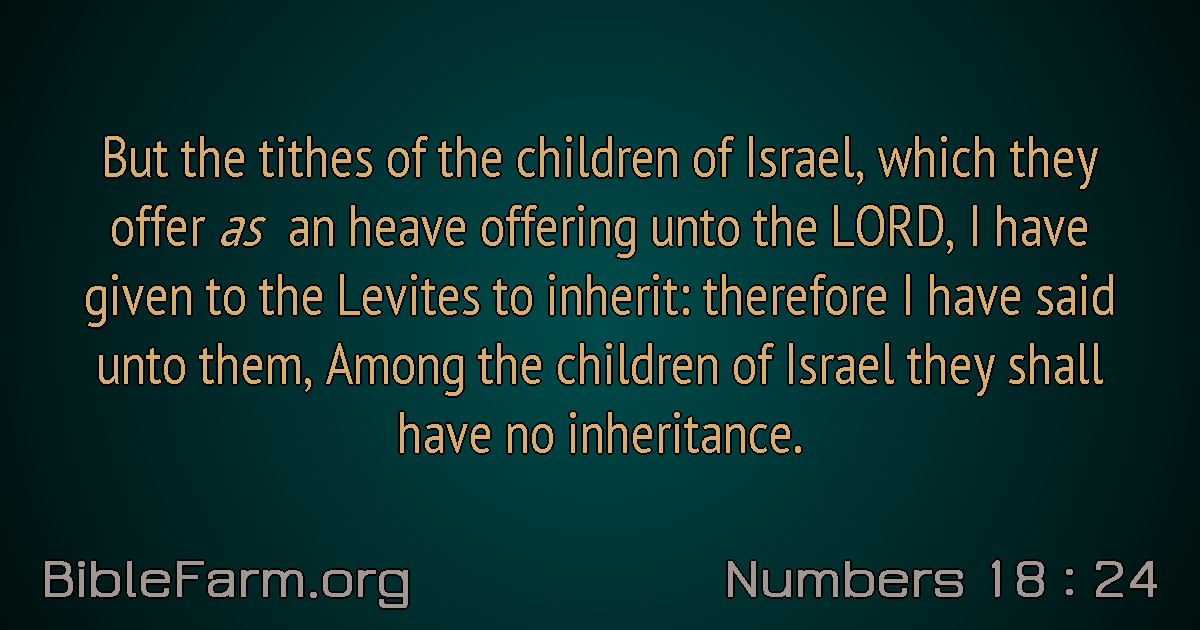 But the tithes of the children of Israel, which they
offer as an heave offering unto the LORD, I have
given to the Levites to inherit: therefore I have said
unto them, Among the children of Israel they shall
have no inheritance.
BibleFarm.org
Numbers 18 : 24